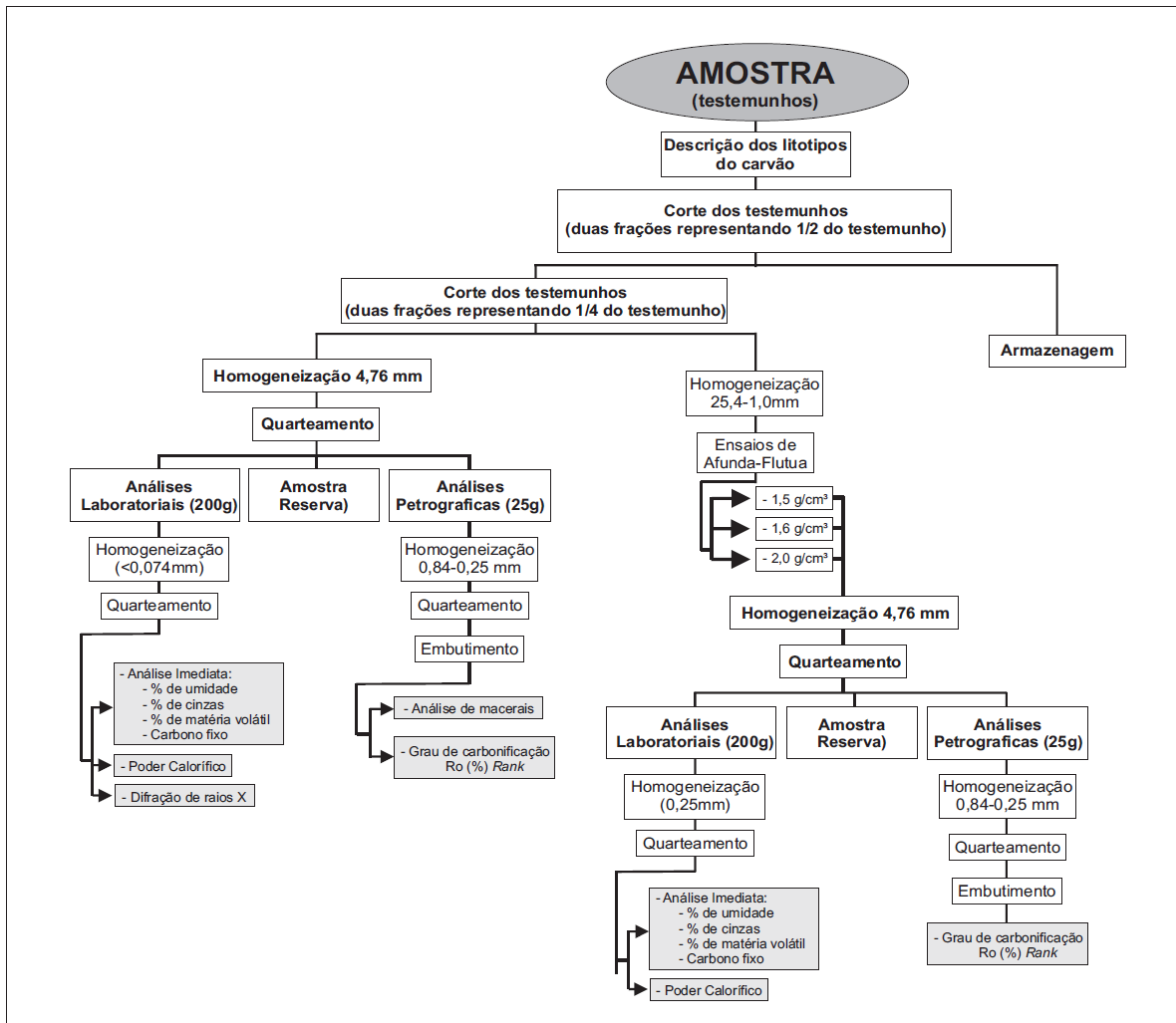 AMOSTRA
(testemunhos)
Descrição dos litotipos
do carvão
Corte dos testemunhos
(duas frações representando 1/2 do testemunho)
Corte dos testemunhos
(duas frações representando 1/4 do testemunho)
Armazenagem
Homogeneização 4,76 mm
Quarteamento
Análises
Laboratoriais (200g)
Amostra
Reserva)
Análises
Petrograficas (25g)
Homogeneização
(<0,074mm)
Quarteamento
- Análise Imediata:
- % de umidade
- % de cinzas
- % de matéria volátil
- Carbono fixo
- Poder Calorífico
- Difração de raios X
Homogeneização
0,84-0,25 mm
Quarteamento
Embutimento
- Análise de macerais
- Grau de carbonificação
Ro (%) Rank
Homogeneização
25,4-1,0mm
Ensaios de
Afunda-Flutua
- 1,5 g/cm³
- 1,6 g/cm³
- 2,0 g/cm³
Homogeneização 4,76 mm
Quarteamento
Análises
Laboratoriais (200g)
Amostra
Reserva)
Análises
Petrograficas (25g)
Homogeneização
(0,25mm)
Quarteamento
- Análise Imediata:
- % de umidade
- % de cinzas
- % de matéria volátil
- Carbono fixo
- Poder Calorífico
Homogeneização
0,84-0,25 mm
Quarteamento
Embutimento
- Grau de carbonificação
Ro (%) Rank